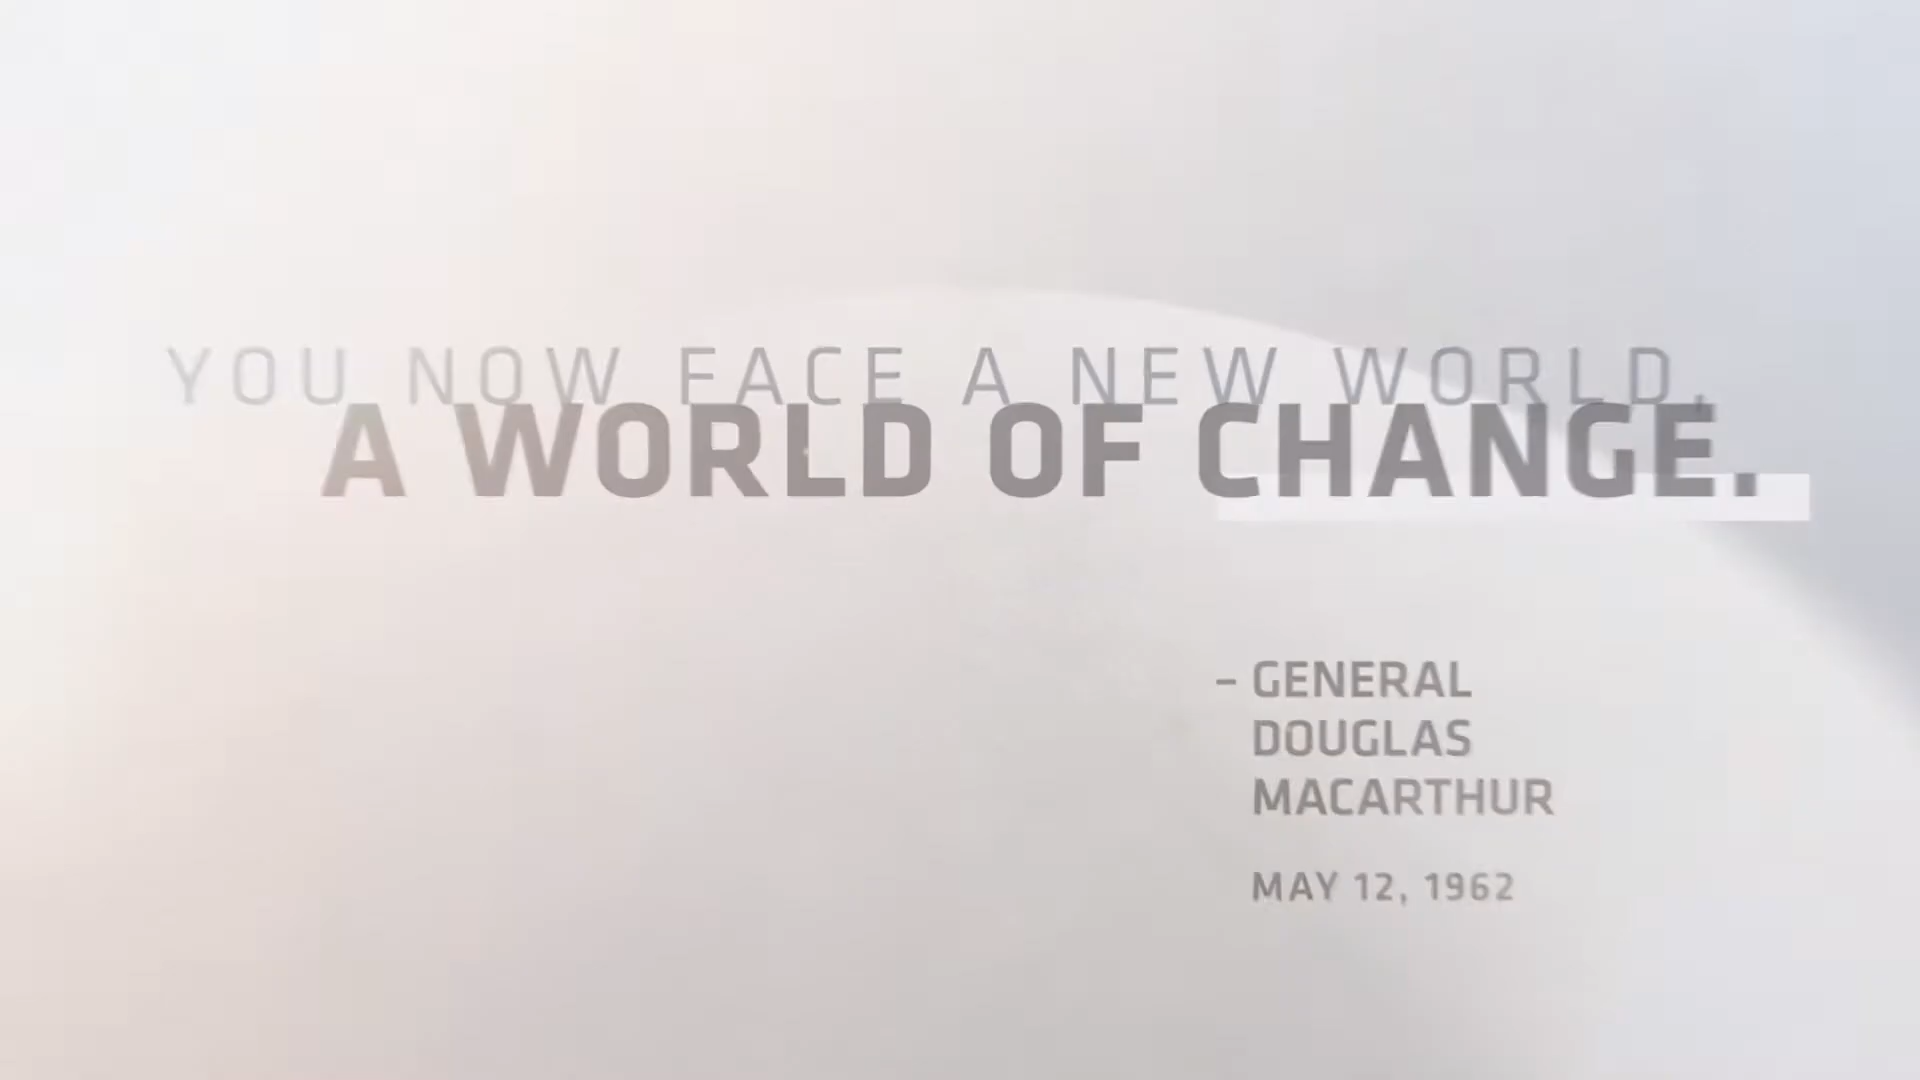 YOU NOW FACE A NEW WORLD,
A WORLD OF CHANGE.
– GENERAL
DOUGLAS
MACARTHUR
MAY 12, 1962